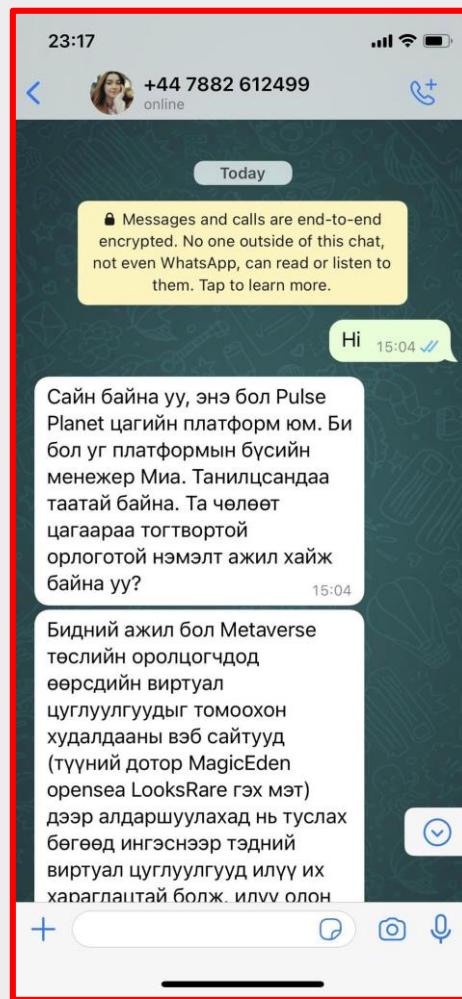 23:17
+44 7882 612499
online
Today
Messages and calls are end-to-end
encrypted. No one outside of this chat,
not even WhatsApp, can read or listen to
them. Tap to learn more.
Hi 15:04
Сайн байна уу, энэ бол Pulse
Planet цагийн платформ юм. Би
бол уг платформын бүсийн
менежер Миа. Танилцсандаа
таатай байна. Та чөлөөт
цагаараа тогтвортой
орлоготой нэмэлт ажил хайж
байна уу?
15:04
Бидний ажил бол Metaverse
төслийн оролцогчдод
өөрсдийн виртуал
цуглуулгуудыг томоохон
худалдааны вэб сайтууд
(түүний дотор MagicEden
opensea LooksRare гэх мэт)
дээр алдаршуулахад нь туслах
бөгөөд ингэснээр тэдний
виртуал цуглуулгууд илүү их
харагдацтай болж, илүү олон